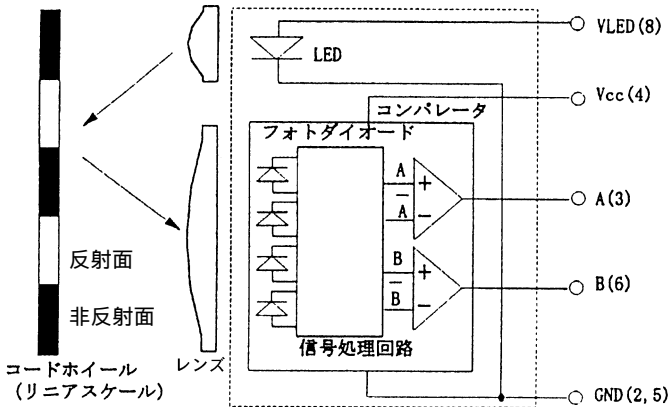 VLED(8)
LED
Vcc(4)
コンパレータ
フォトダイオード
A
+
A
−
A(3)
反射面
B
+
B
−
B(6)
非反射面
信号処理回路
レンズ
コードホイール
(リニアスケール)
GND(2,5)